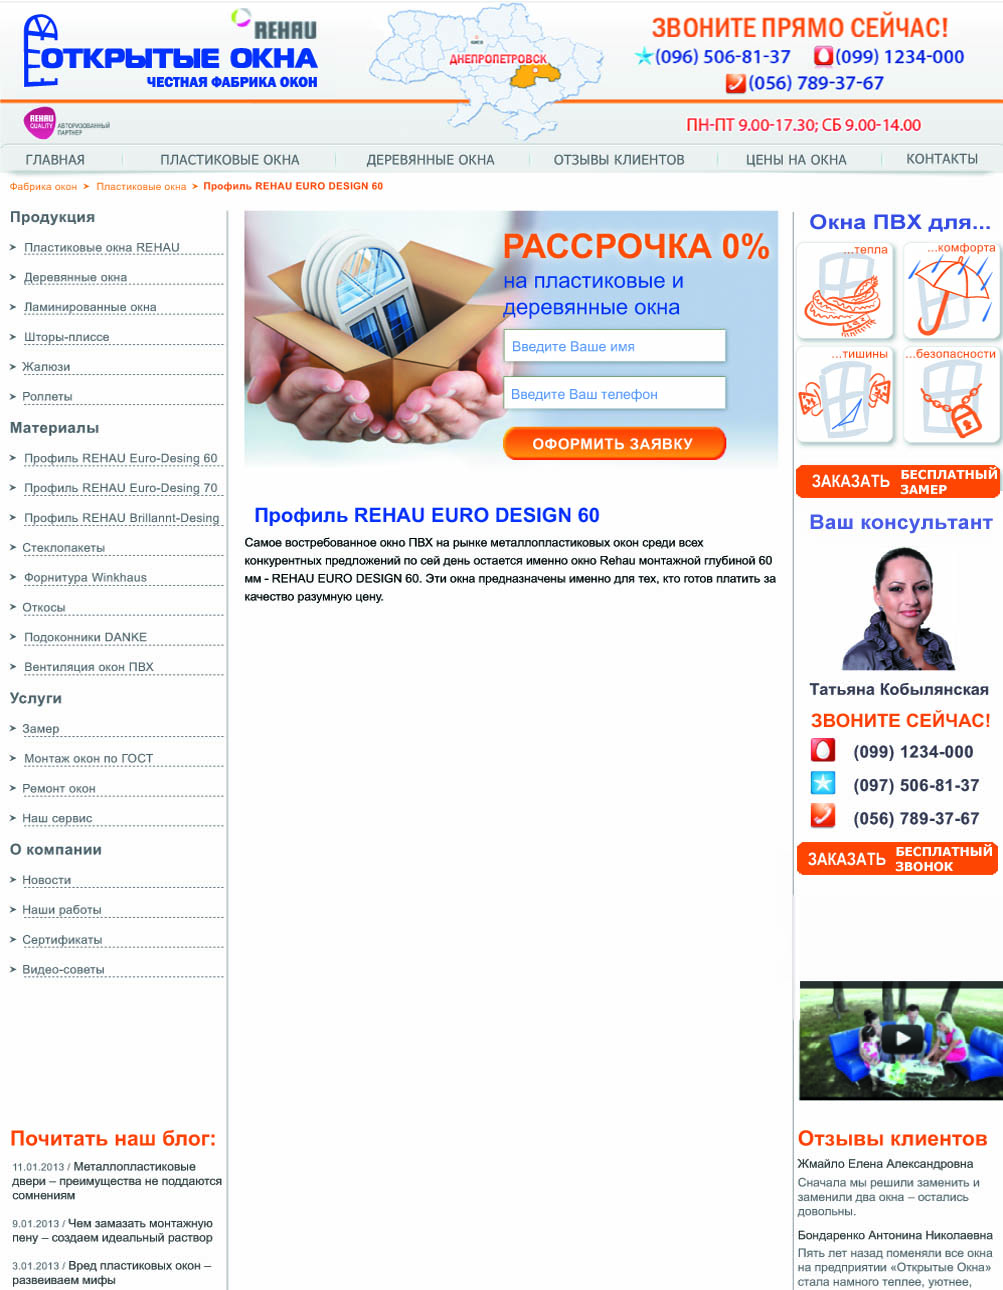 REHAU
ОТКРЫТЫЕ ОКНА
ЧЕСТНАЯ ФАБРИКА ОКОН
REHAU
QUALITY
АВТОРИЗОВАННЫЙ
ПАРТНЕР
КИЕВ
ДНЕПРОПЕТРОВСК
ЗВОНИТЕ ПРЯМО СЕЙЧАС!
(096) 506-81-37 (099) 1234-000
(056) 789-37-67
ПН-ПТ 9.00-17.30; СБ 9.00-14.00
ГЛАВНАЯ ПЛАСТИКОВЫЕ ОКНА ДЕРЕВЯННЫЕ ОКНА ОТЗЫВЫ КЛИЕНТОВ ЦЕНЫ НА ОКНА КОНТАКТЫ
Фабрика окон ➤ Пластиковые окна ➤ Профиль REHAU EURO DESIGN 60
Продукция
Пластиковые окна REHAU
Деревянные окна
Ламинированные окна
Шторы-плиссе
Жалюзи
Роллеты
Материалы
Профиль REHAU Euro-Desing 60
Профиль REHAU Euro-Desing 70
Профиль REHAU Brillannt-Desing
Стеклопакеты
Форнитура Winkhaus
Откосы
Подоконники DANKE
Вентиляция окон ПВХ
Услуги
Замер
Монтаж окон по ГОСТ
Ремонт окон
Наш сервис
О компании
Новости
Наши работы
Сертификаты
Видео-советы
Почитать наш блог:
11.01.2013 / Металлопластиковые
двери – преимущества не поддаются
сомнениям
9.01.2013 / Чем замазать монтажную
пену – создаем идеальный раствор
3.01.2013 / Вред пластиковых окон –
развеиваем мифы
РАССРОЧКА 0%
на пластиковые и
деревянные окна
Введите Ваше имя
Введите Ваш телефон
ОФОРМИТЬ ЗАЯВКУ
Профиль REHAU EURO DESIGN 60
Самое востребованное окно ПВХ на рынке металлопластиковых окон среди всех
конкурентных предложений по сей день остается именно окно Rehau монтажной глубиной 60
мм - REHAU EURO DESIGN 60. Эти окна предназначены именно для тех, кто готов платить за
качество разумную цену.
Окна ПВХ для...
...тепла
...комфорта
...тишины
...безопасности
ЗАКАЗАТЬ БЕСПЛАТНЫЙ
ЗАМЕР
Ваш консультант
Татьяна Кобылянская
ЗВОНИТЕ СЕЙЧАС!
(099) 1234-000
(097) 506-81-37
(056) 789-37-67
ЗАКАЗАТЬ БЕСПЛАТНЫЙ
ЗВОНОК
Отзывы клиентов
Жмайло Елена Александровна
Сначала мы решили заменить и
заменили два окна – остались
довольны.
Бондаренко Антонина Николаевна
Пять лет назад поменяли все окна
на предприятии «Открытые Окна»
стала намного теплее, уютнее,